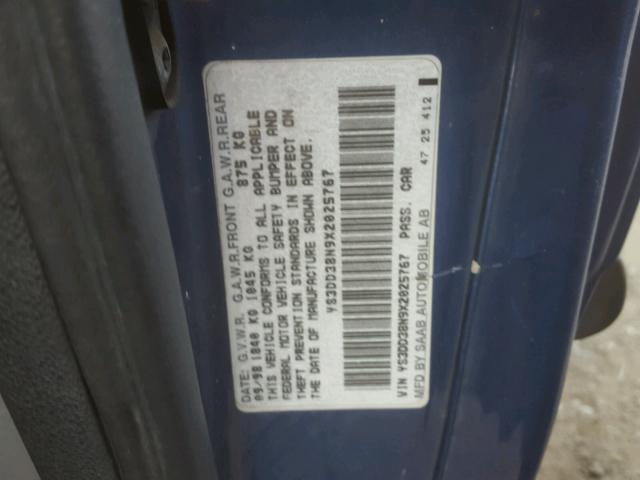 DATE: G.V.W.R. G.A.W.R.FRONT G.A.W.R.REAR
09/98 1840 KG 1045 KG 875 KG
THIS VEHICLE CONFORMS TO ALL APPLICABLE
FEDERAL MOTOR VEHICLE SAFETY BUMPER AND
THEFT PREVENTION STANDARDS IN EFFECT ON
THE DATE OF MANUFACTURE SHOWN ABOVE.
YS3DD38N9X2025767
VIN YS3DD38N9X2025767 PASS. CAR
MFD BY SAAB AUTOMOBILE AB
47 25 412